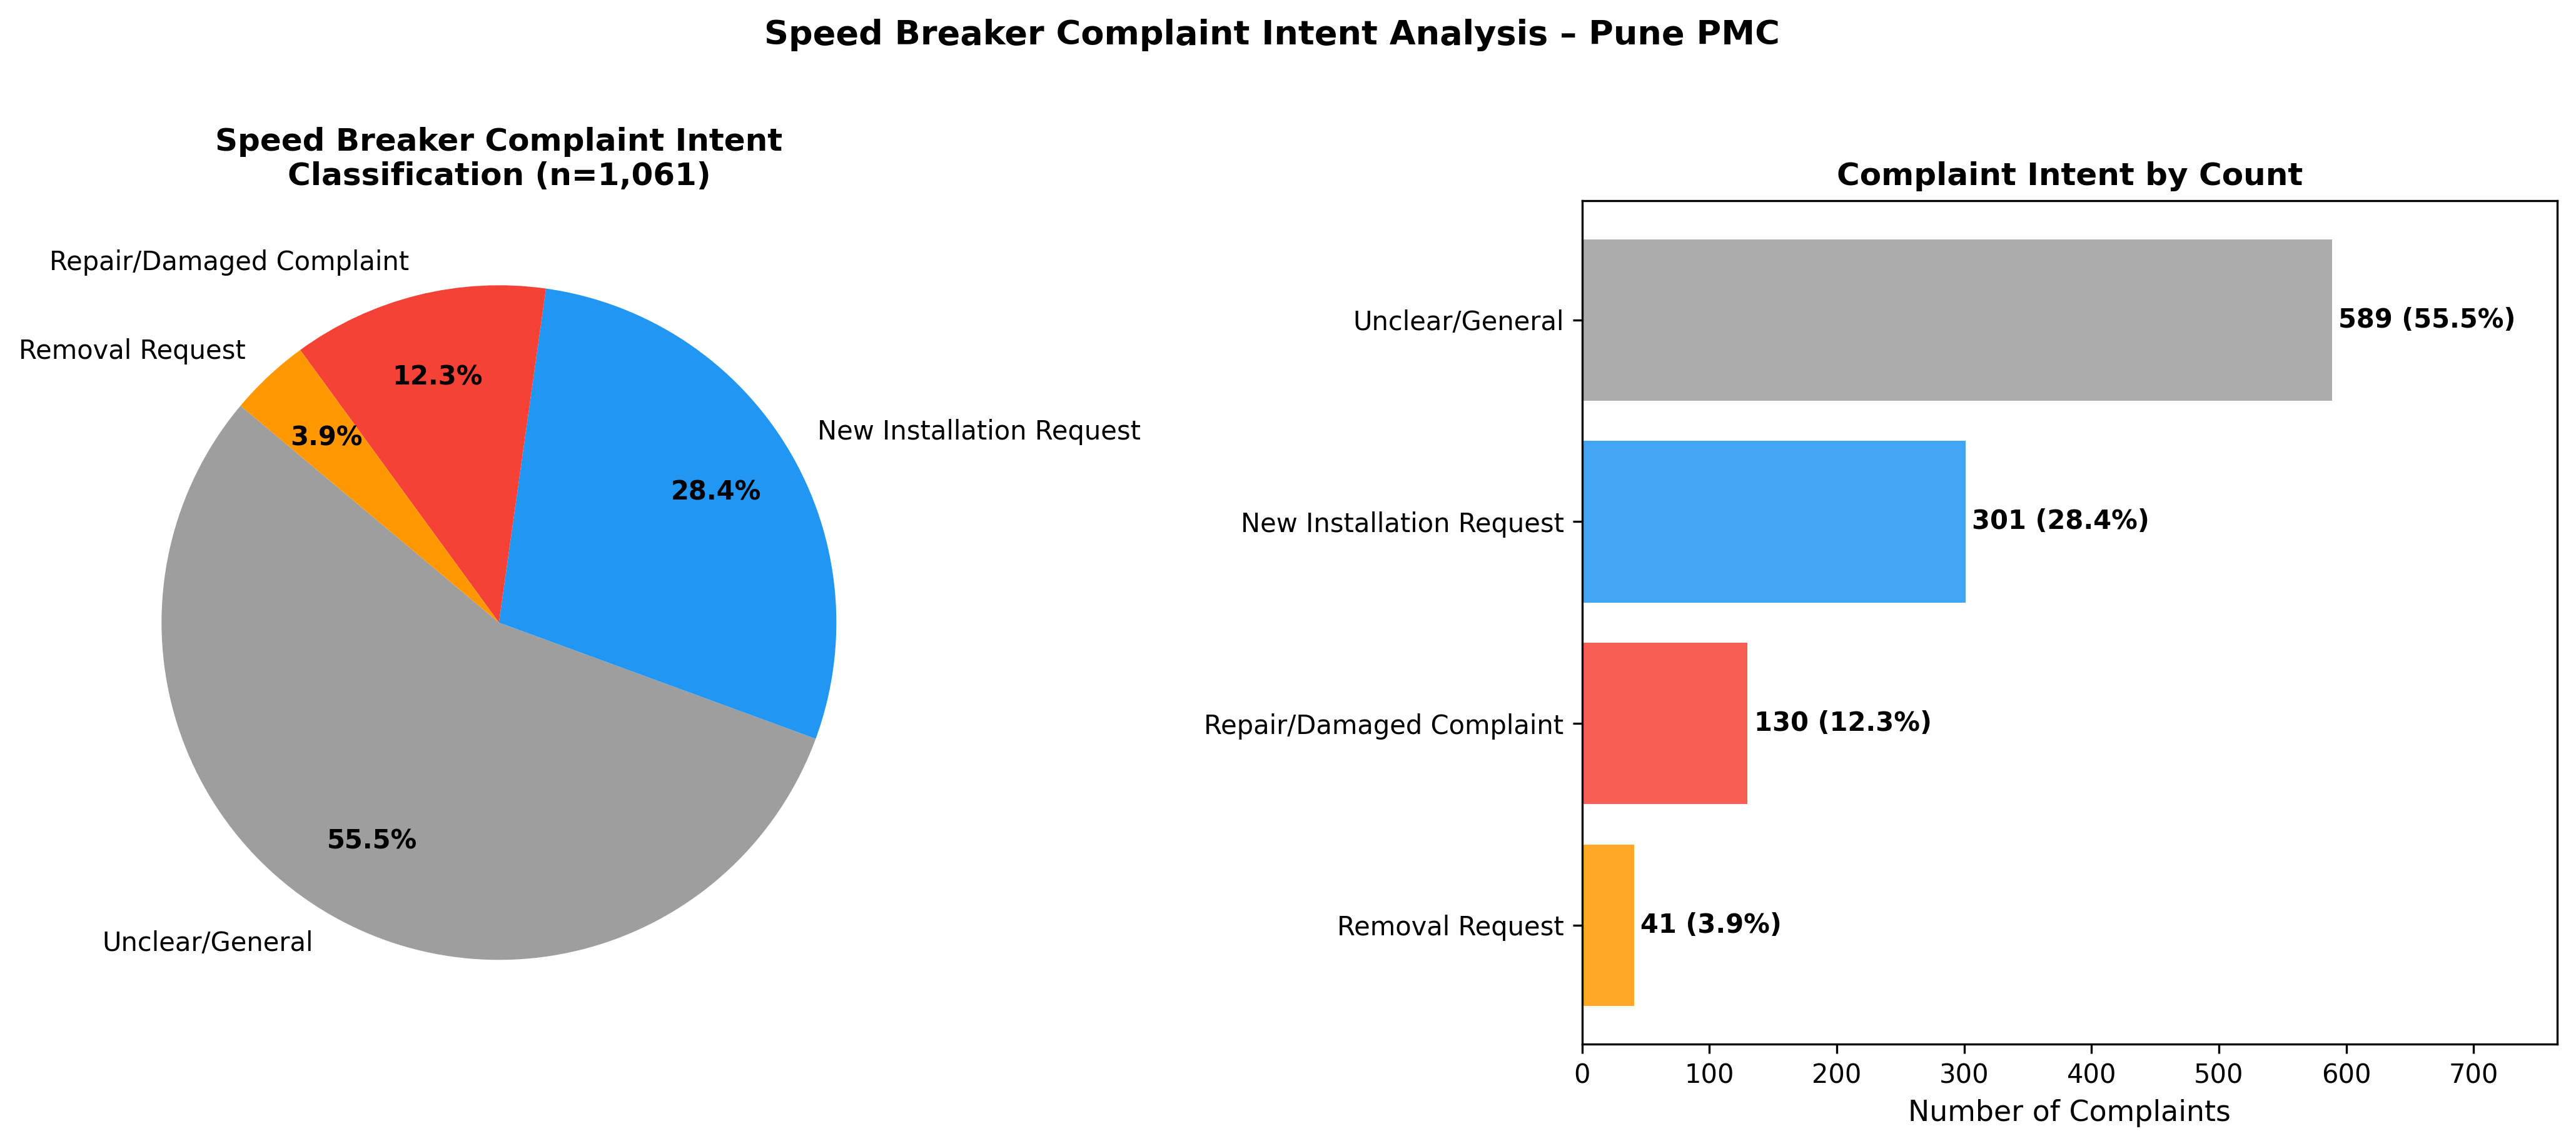 Speed Breaker Complaint Intent Analysis – Pune PMC
Speed Breaker Complaint Intent
Classification (n=1,061)
Repair/Damaged Complaint
Removal Request
New Installation Request
Unclear/General
12.3%
3.9%
28.4%
55.5%
Complaint Intent by Count
Unclear/General
589 (55.5%)
New Installation Request
301 (28.4%)
Repair/Damaged Complaint
130 (12.3%)
Removal Request
41 (3.9%)
0 100 200 300 400 500 600 700
Number of Complaints